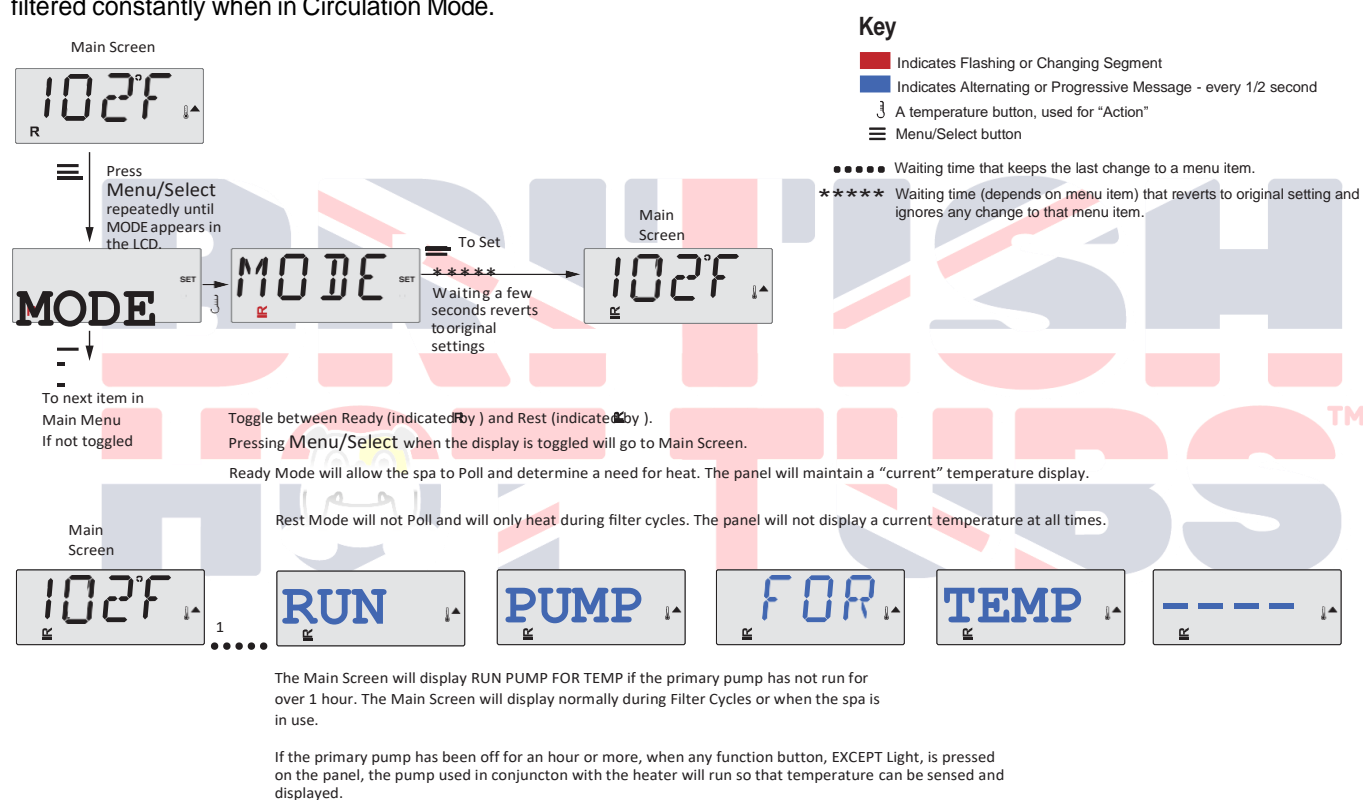 filtered constantly when in Circulation Mode.
Key
Main Screen
102°F
R
Indicates Flashing or Changing Segment
Indicates Alternating or Progressive Message - every 1/2 second
A temperature button, used for “Action”
Menu/Select button
••••• Waiting time that keeps the last change to a menu item.
***** Waiting time (depends on menu item) that reverts to original setting and
ignores any change to that menu item.
Press
Menu/Select
repeatedly until
MODE appears in
the LCD.
MODE
SET
MODE
SET
R
To Set
*****
Waiting a few
seconds reverts
tooriginal
settings
Main
Screen
102°F
R
To next item in
Main Menu
If not toggled
BRITISH
HOT TUBS™
Toggle between Ready (indicated by R) and Rest (indicated by R).
Pressing Menu/Select when the display is toggled will go to Main Screen.
Ready Mode will allow the spa to Poll and determine a need for heat. The panel will maintain a “current” temperature display.
Rest Mode will not Poll and will only heat during filter cycles. The panel will not display a current temperature at all times.
Main
Screen
102°F
R
1
•••••
RUN
R
PUMP
R
FOR
R
TEMP
R
----
R
The Main Screen will display RUN PUMP FOR TEMP if the primary pump has not run for
over 1 hour. The Main Screen will display normally during Filter Cycles or when the spa is
in use.
If the primary pump has been off for an hour or more, when any function button, EXCEPT Light, is pressed
on the panel, the pump used in conjuncton with the heater will run so that temperature can be sensed and
displayed.